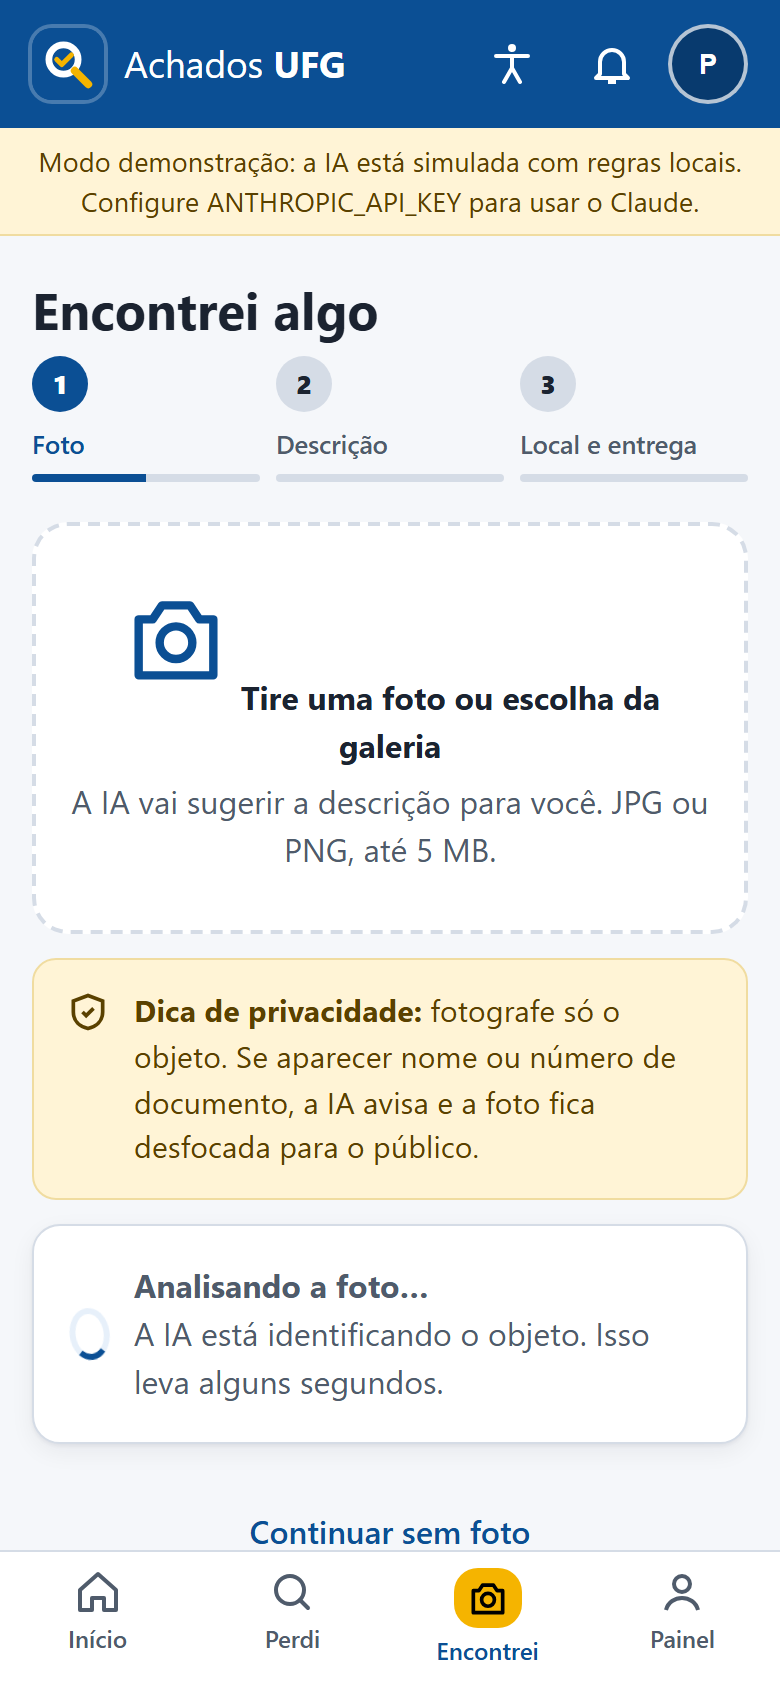 Achados UFG
P
Modo demonstração: a IA está simulada com regras locais.
Configure ANTHROPIC_API_KEY para usar o Claude.
Encontrei algo
1
2
3
Foto
Descrição
Local e entrega
Tire uma foto ou escolha da
galeria
A IA vai sugerir a descrição para você. JPG ou
PNG, até 5 MB.
Dica de privacidade: fotografe só o
objeto. Se aparecer nome ou número de
documento, a IA avisa e a foto fica
desfocada para o público.
Analisando a foto...
A IA está identificando o objeto. Isso
leva alguns segundos.
Continuar sem foto
Início
Perdi
Encontrei
Painel